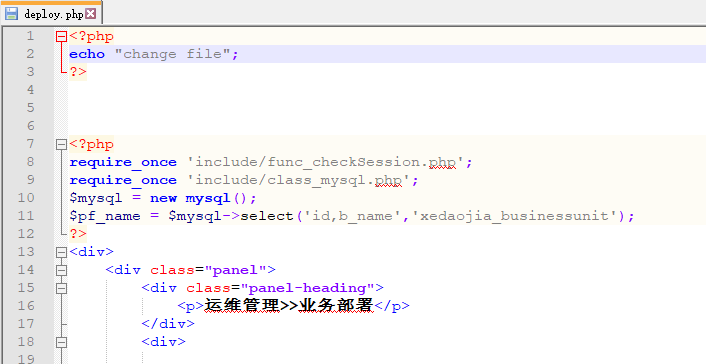 deploy.php
1 <?php
2 echo "change file";
3 ?>
4
5
6
7 <?php
8 require_once 'include/func_checkSession.php';
9 require_once 'include/class_mysql.php';
10 $mysql = new mysql();
11 $pf_name = $mysql->select('id,b_name','xedaojia_businessunit');
12 ?>
13 <div>
14 <div class="panel">
15 <div class="panel-heading">
16 <p>运维管理>>业务部署</p>
17 </div>
18 <div>
19